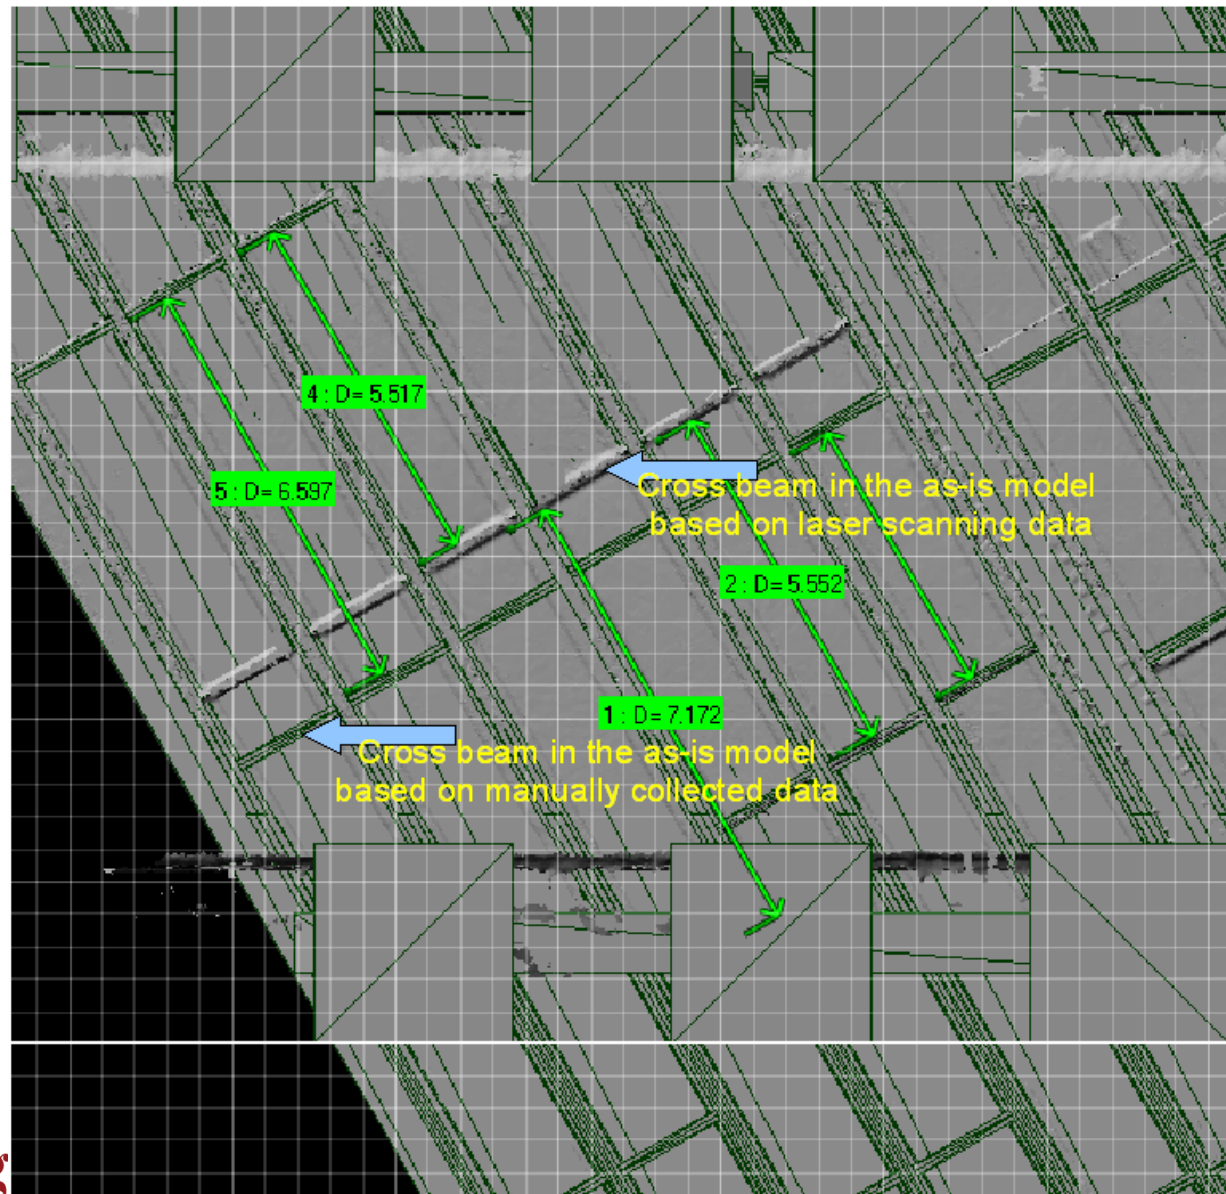 4 : D= 5.517
5 : D= 6.597
Cross beam in the as-is model
based on laser scanning data
2 : D= 5.552
1 : D= 7.172
Cross beam in the as-is model
based on manually collected data